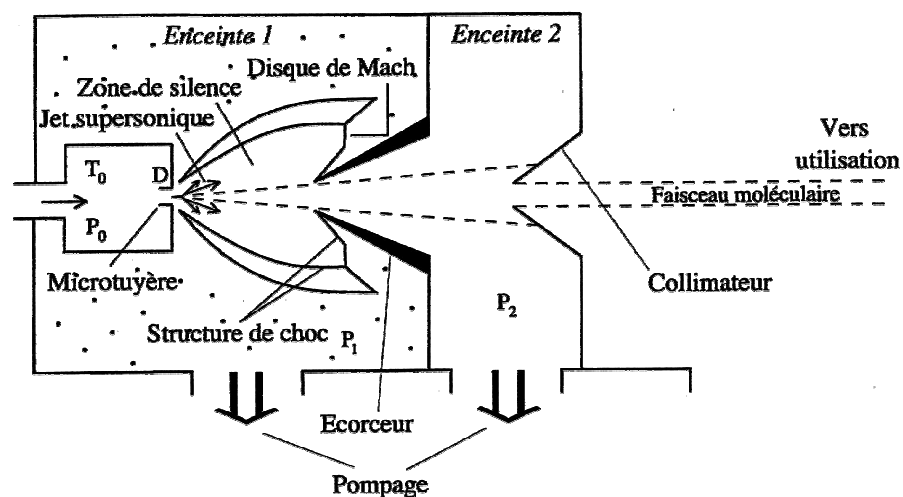 Enceinte 1
Enceinte 2
Disque de Mach
Zone de silence
Jet supersonique
Vers
utilisation
T0
D
Faisceau moléculaire
P0
Microtuyère
Collimateur
P2
Structure de choc
P1
Ecorceur
Pompage